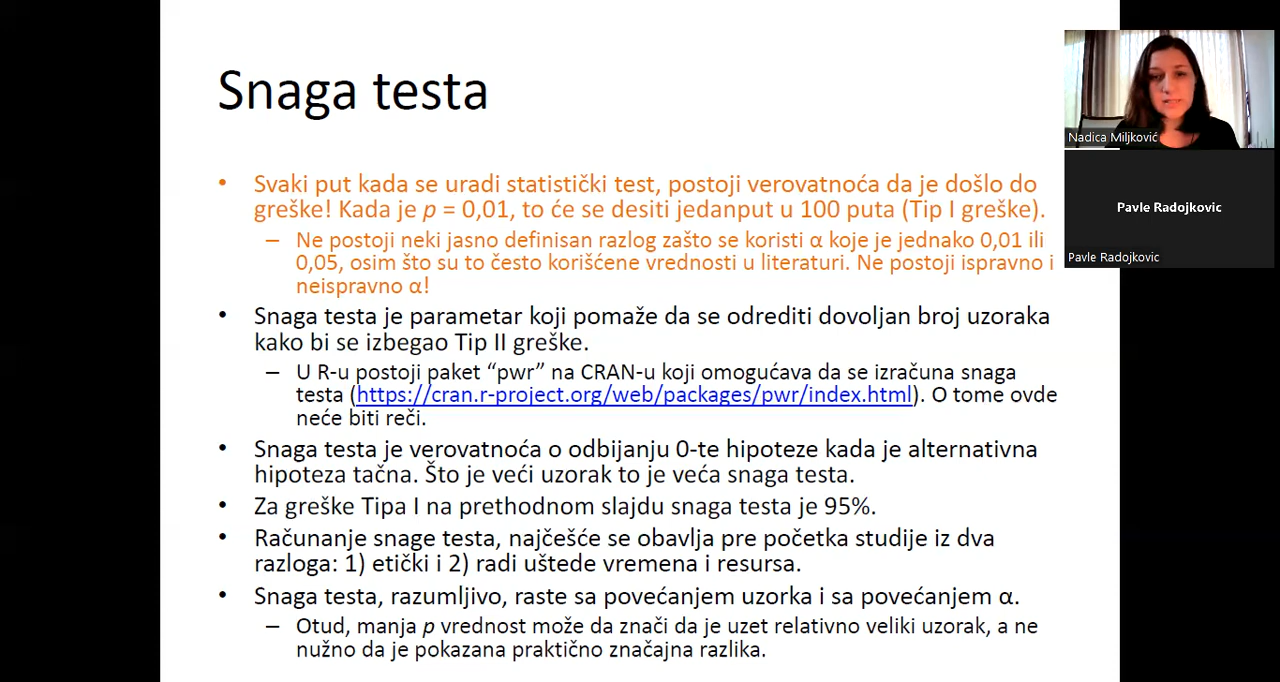 Snaga testa
• Svaki put kada se uradi statistički test, postoji verovatnoća da je došlo do
greške! Kada je p = 0,01, to će se desiti jedanput u 100 puta (Tip I greške).
– Ne postoji neki jasno definisan razlog zašto se koristi α koje je jednako 0,01 ili
0,05, osim što su to često korišćene vrednosti u literaturi. Ne postoji ispravno i
neispravno α!
• Snaga testa je parametar koji pomaže da se odrediti dovoljan broj uzoraka
kako bi se izbegao Tip II greške.
– U R-u postoji paket “pwr” na CRAN-u koji omogućava da se izračuna snaga
testa (https://cran.r-project.org/web/packages/pwr/index.html). O tome ovde
neće biti reči.
• Snaga testa je verovatnoća o odbijanju 0-te hipoteze kada je alternativna
hipoteza tačna. Što je veći uzorak to je veća snaga testa.
• Za greške Tipa I na prethodnom slajdu snaga testa je 95%.
• Računanje snage testa, najčešće se obavlja pre početka studije iz dva
razloga: 1) etički i 2) radi uštede vremena i resursa.
• Snaga testa, razumljivo, raste sa povećanjem uzorka i sa povećanjem α.
– Otud, manja p vrednost može da znači da je uzet relativno veliki uzorak, a ne
nužno da je pokazana praktično značajna razlika.
Nadica Miljković
Pavle Radojkovic
Pavle Radojkovic